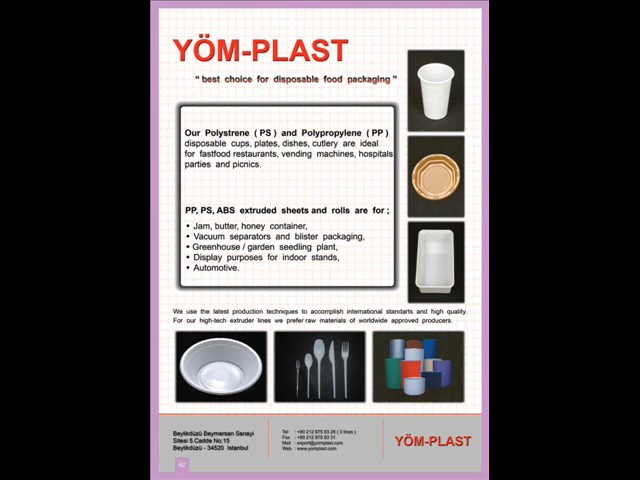 YÖM-PLAST
“ best choice for disposable food packaging ”
Our Polystrene ( PS ) and Polypropylene ( PP )
disposable cups, plates, dishes, cutlery are ideal
for fastfood restaurants, vending machines, hospitals
parties and picnics.
PP, PS, ABS extruded sheets and rolls are for ;
• Jam, butter, honey container,
• Vacuum separators and blister packaging,
• Greenhouse / garden seedling plant,
• Display purposes for indoor stands,
• Automotive.
We use the latest production techniques to accomplish international standarts and high quality.
For our high-tech extruder lines we prefer raw materials of worldwide approved producers.
Beylikdüzü Beymersan Sanayi
Sitesi 5.Cadde No:15
Beylikdüzü - 34520 Istanbul
Tel : +90 212 875 83 28 ( 3 lines )
Fax : +90 212 875 83 31
Mail : export@yomplast.com
Web : www.yomplast.com
YÖM-PLAST